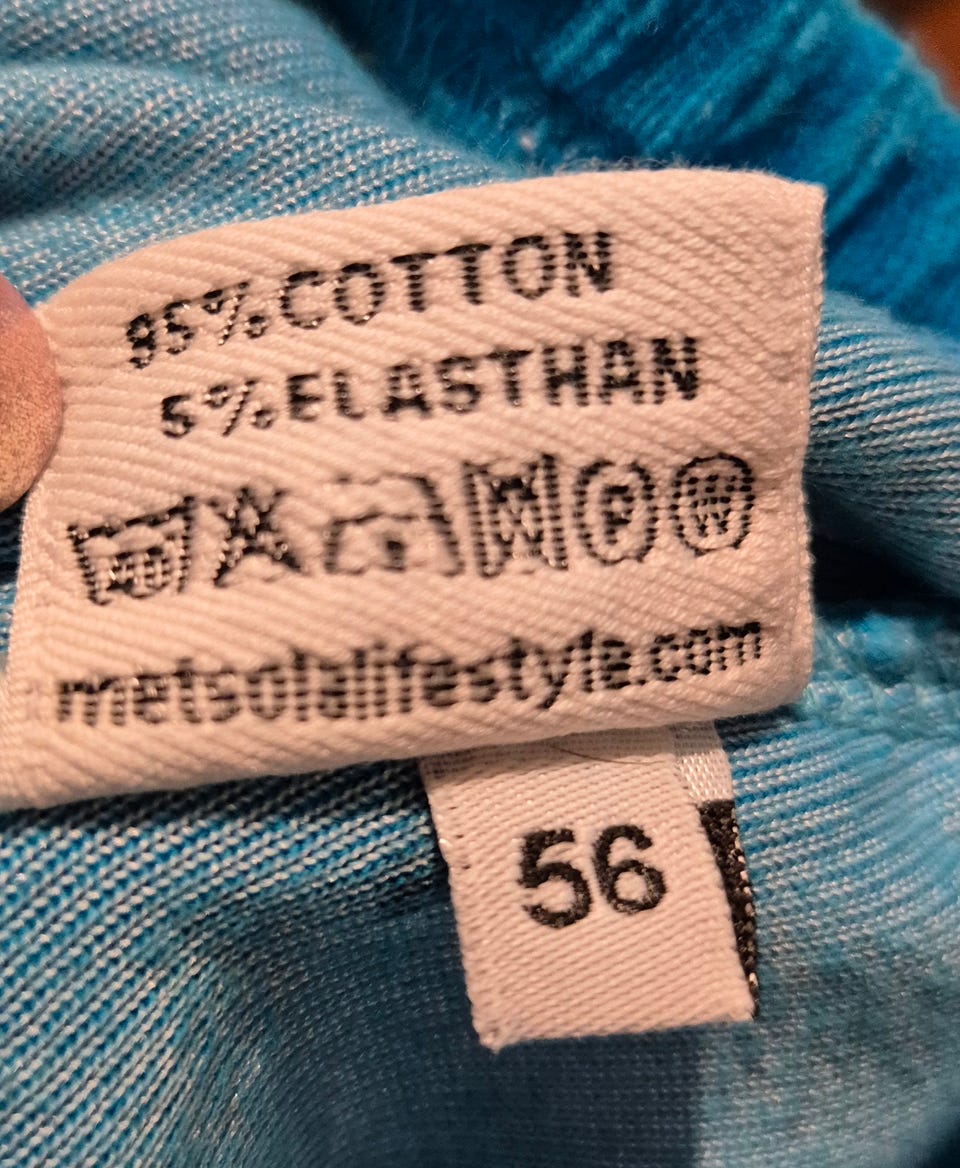 95% COTTON
5% ELASTHAN
P W
metsolalifestyle.com
56